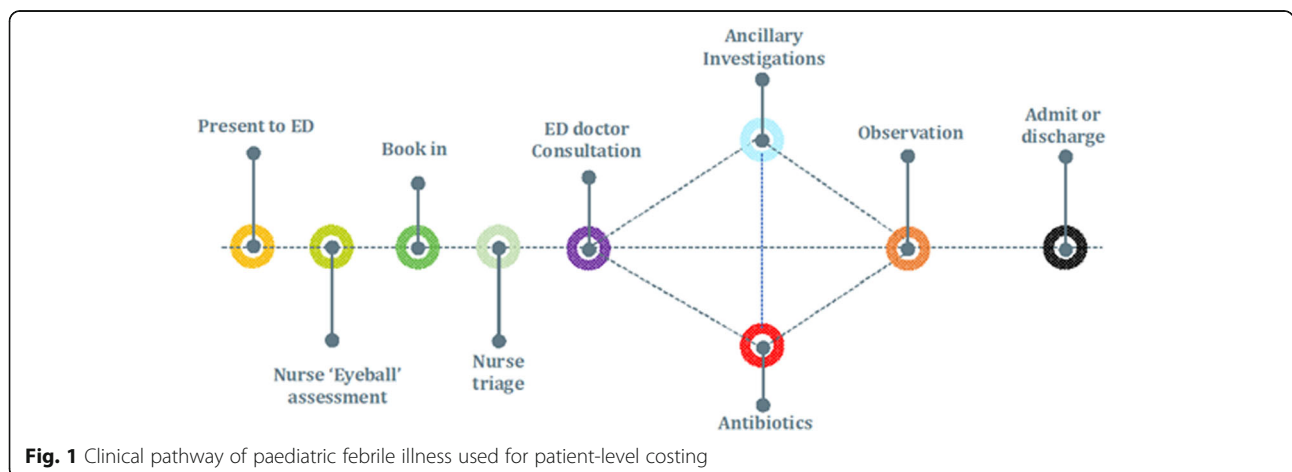 Present to ED
Nurse ‘Eyeball’
assessment
Book in
Nurse
triage
ED doctor
Consultation
Ancillary
Investigations
Antibiotics
Observation
Admit or
discharge
Fig. 1 Clinical pathway of paediatric febrile illness used for patient-level costing